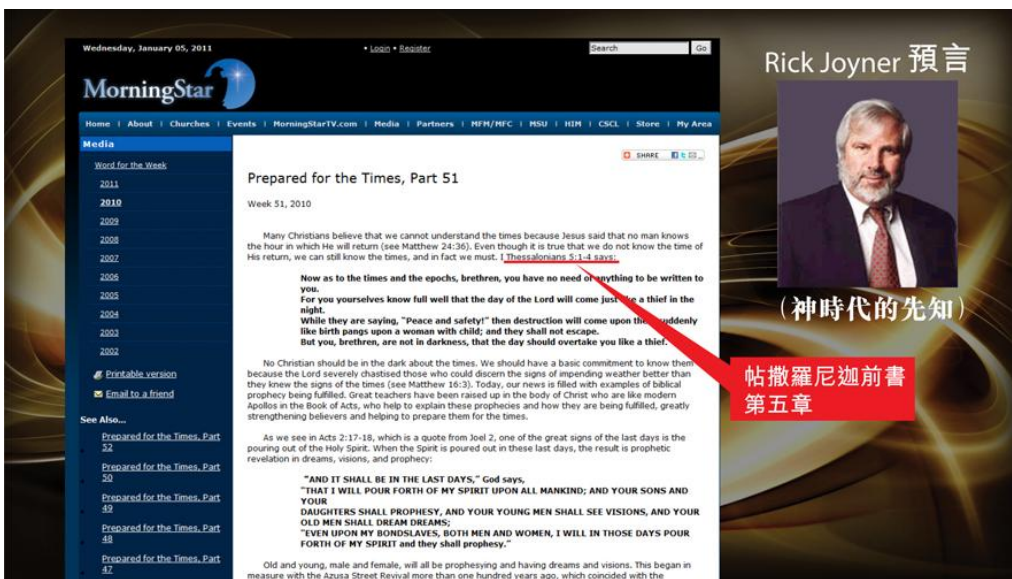 Wednesday, January 05, 2011
• Login • Register
Search
Go
MorningStar
Home | About | Churches | Events | MorningStarTV.com | Media | Partners | MFM/MFC | MSU | HIM | CSCL | Store | My Area
Media
Word for the Week
2011
2010
2009
2008
2007
2006
2005
2004
2003
2002
Printable version
Email to a friend
See Also...
Prepared for the Times, Part
52
Prepared for the Times, Part
50
Prepared for the Times, Part
49
Prepared for the Times, Part
48
Prepared for the Times, Part
47
SHARE
Prepared for the Times, Part 51
Week 51, 2010
Many Christians believe that we cannot understand the times because Jesus said that no man knows
the hour in which He will return (see Matthew 24:36). Even though it is true that we do not know the time of
His return, we can still know the times, and in fact we must. I Thessalonians 5:1-4 says:
Now as to the times and the epochs, brethren, you have no need of anything to be written to
you.
For you yourselves know full well that the day of the Lord will come just like a thief in the
night.
While they are saying, "Peace and safety!" then destruction will come upon them suddenly
like birth pangs upon a woman with child; and they shall not escape.
But you, brethren, are not in darkness, that the day should overtake you like a thief.
No Christian should be in the dark about the times. We should have a basic commitment to know them
because the Lord severely chastised those who could discern the signs of impending weather better than
they knew the signs of the times (see Matthew 16:3). Today, our news is filled with examples of biblical
prophecy being fulfilled. Great teachers have been raised up in the body of Christ who are like modern
Apollos in the Book of Acts, who help to explain these prophecies and how they are being fulfilled, greatly
strengthening believers and helping to prepare them for the times.
As we see in Acts 2:17-18, which is a quote from Joel 2, one of the great signs of the last days is the
pouring out of the Holy Spirit. When the Spirit is poured out in these last days, the result is prophetic
revelation in dreams, visions, and prophecy:
"AND IT SHALL BE IN THE LAST DAYS," God says,
"THAT I WILL POUR FORTH OF MY SPIRIT UPON ALL MANKIND; AND YOUR SONS AND
YOUR
DAUGHTERS SHALL PROPHESY, AND YOUR YOUNG MEN SHALL SEE VISIONS, AND YOUR
OLD MEN SHALL DREAM DREAMS;
"EVEN UPON MY BONDSLAVES, BOTH MEN AND WOMEN, I WILL IN THOSE DAYS POUR
FORTH OF MY SPIRIT and they shall prophesy."
Old and young, male and female, will all be prophesying and having dreams and visions. This began in
measure with the Azusa Street Revival more than one hundred years ago, which coincided with the
Rick Joyner 預言
(神時代的先知)
帖撒羅尼迦前書
第五章